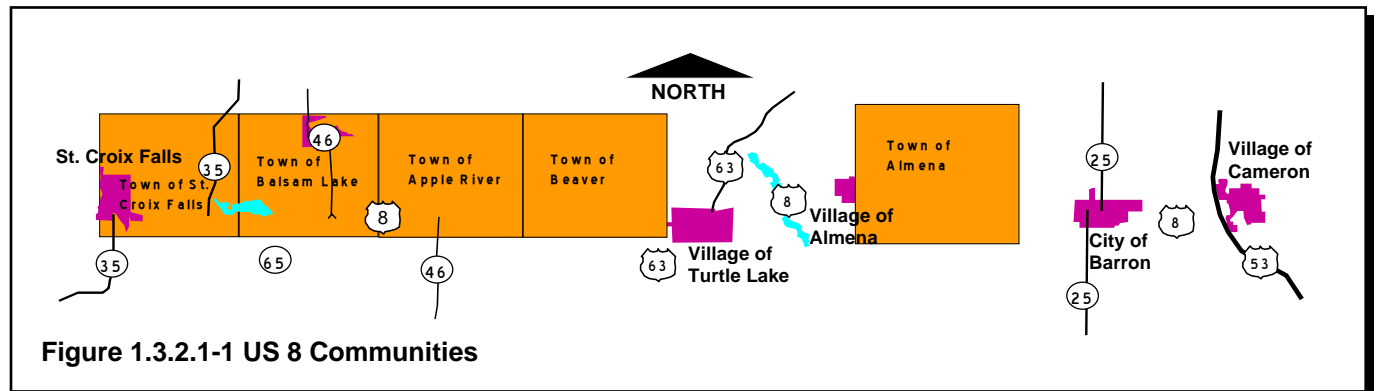 NORTH
St. Croix Falls
Town of St.
Croix Falls
35
35
46
Town of
Balsam Lake
8
65
Town of
Apple River
46
Town of
Beaver
63
63
Village of
Turtle Lake
8
Village of
Almena
Town of
Almena
25
25
City of
Barron
8
Village of
Cameron
53
Figure 1.3.2.1-1 US 8 Communities